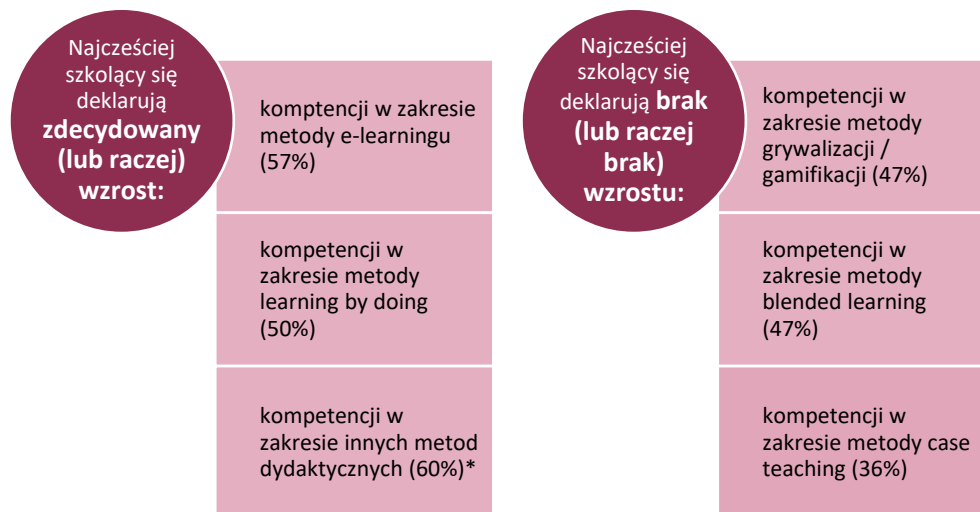 Najcześciej
szkolący się
deklarują
zdecydowany
(lub raczej)
wzrost:
komptencji w zakresie
metody e-learningu
(57%)
kompetencji w
zakresie metody
learning by doing
(50%)
kompetencji w
zakresie innych metod
dydaktycznych (60%)*
Najcześciej
szkolący się
deklarują brak
(lub raczej
brak)
wzrostu:
kompetencji w
zakresie metody
grywalizacji /
gamifikacji (47%)
kompetencji w
zakresie metody
blended learning
(47%)
kompetencji w
zakresie metody case
teaching (36%)